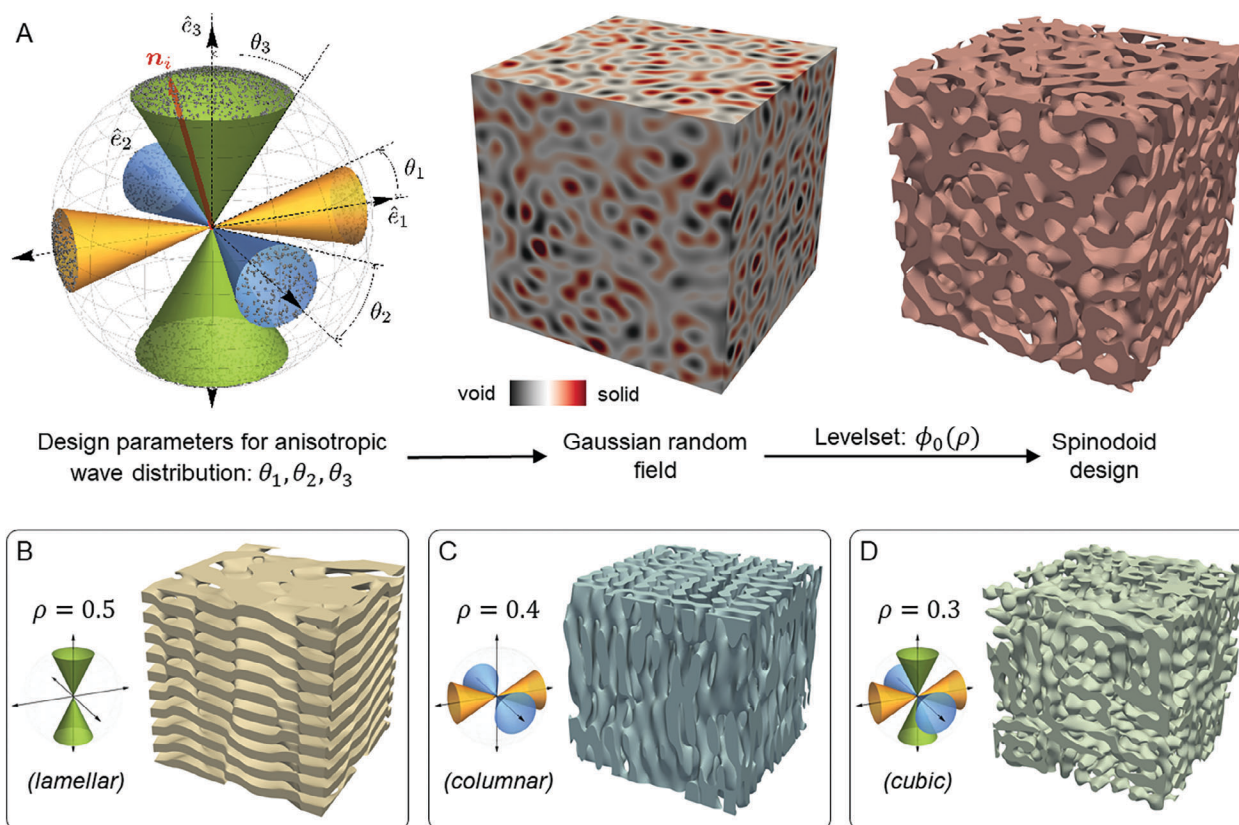 A
ê₃
θ₃
nᵢ
ê₂
θ₁
ê₁
θ₂
void
solid
Design parameters for anisotropic
wave distribution: θ₁, θ₂, θ₃
Gaussian random
field
Levelset: ϕ₀(ρ)
Spinodoid
design
B
ρ = 0.5
(lamellar)
C
ρ = 0.4
(columnar)
D
ρ = 0.3
(cubic)